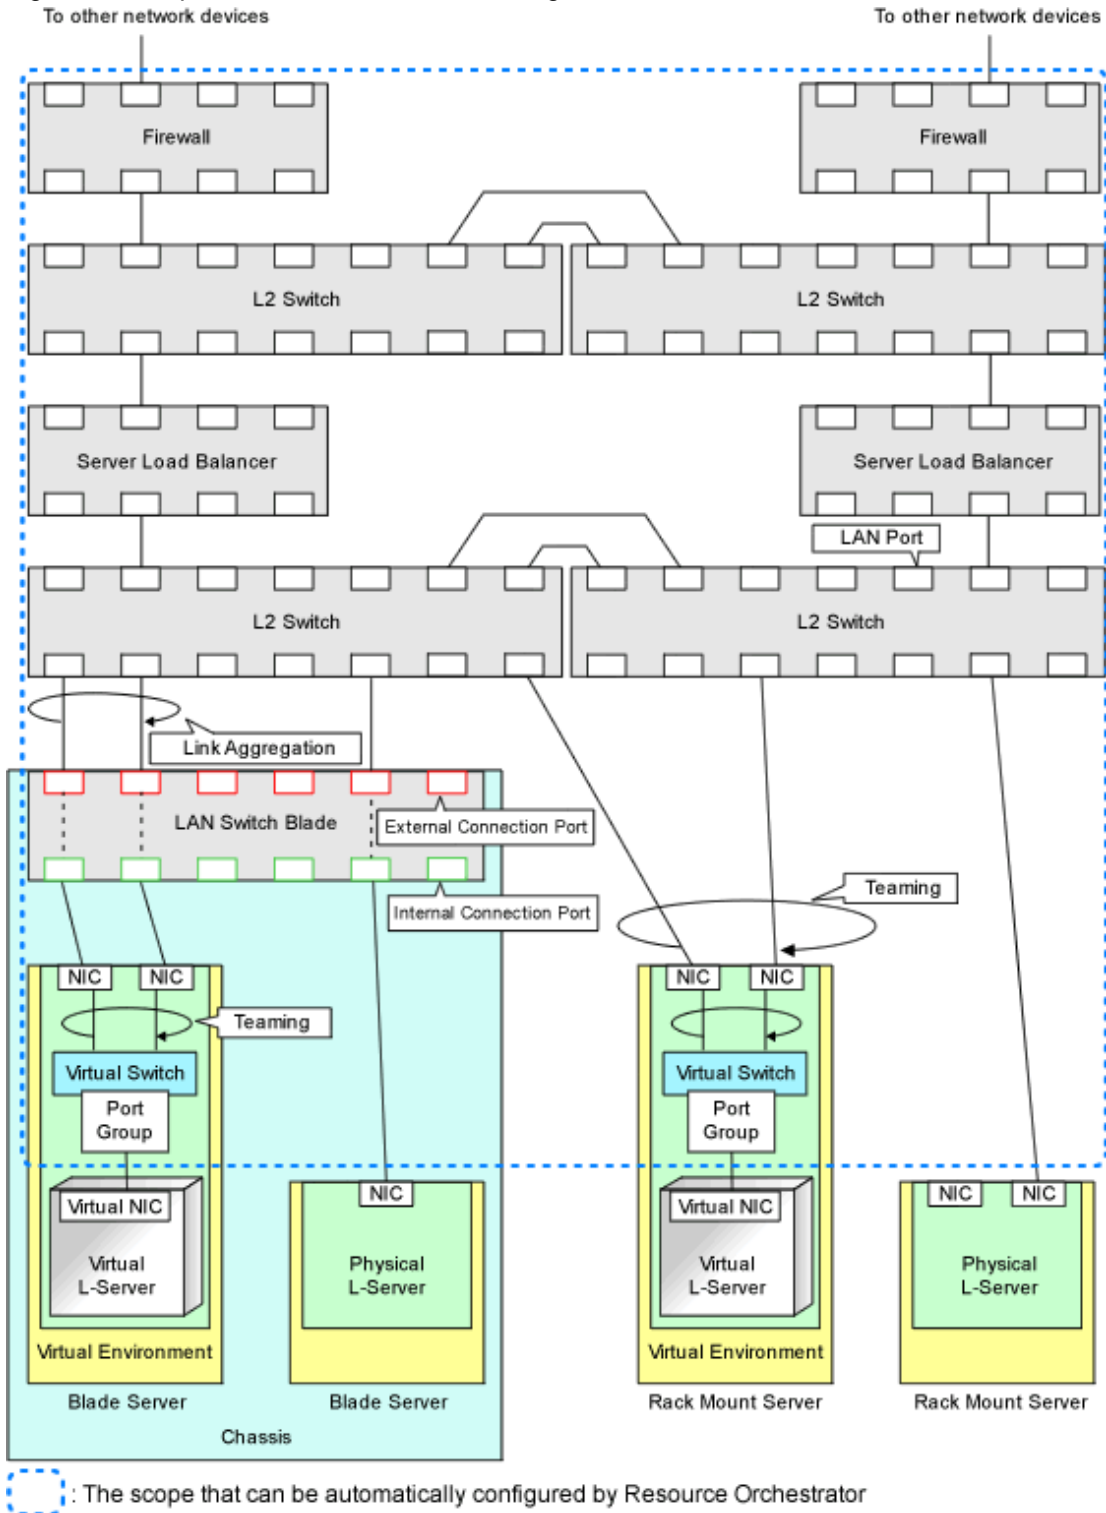 To other network devices
To other network devices
Firewall
Firewall
L2 Switch
L2 Switch
Server Load Balancer
Server Load Balancer
LAN Port
L2 Switch
L2 Switch
Link Aggregation
LAN Switch Blade
External Connection Port
Internal Connection Port
Teaming
NIC
NIC
NIC
NIC
Teaming
Virtual Switch
Virtual Switch
Port
Group
Port
Group
NIC
NIC
NIC
Virtual NIC
Virtual NIC
Virtual
L-Server
Physical
L-Server
Virtual
L-Server
Physical
L-Server
Virtual Environment
Virtual Environment
Blade Server
Blade Server
Rack Mount Server
Rack Mount Server
Chassis
: The scope that can be automatically configured by Resource Orchestrator